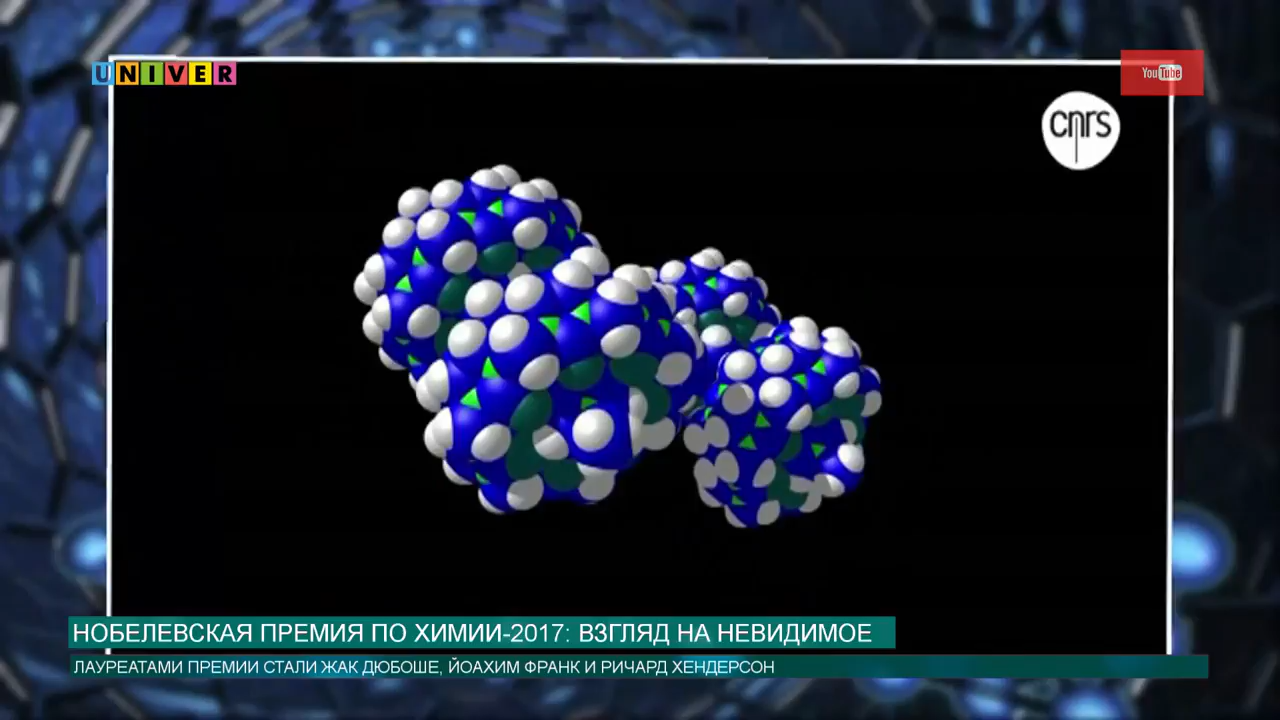 UNIVER
YouTube
cnrs
НОБЕЛЕВСКАЯ ПРЕМИЯ ПО ХИМИИ-2017: ВЗГЛЯД НА НЕВИДИМОЕ
ЛАУРЕАТАМИ ПРЕМИИ СТАЛИ ЖАК ДЮБОШЕ, ЙОАХИМ ФРАНК И РИЧАРД ХЕНДЕРСОН